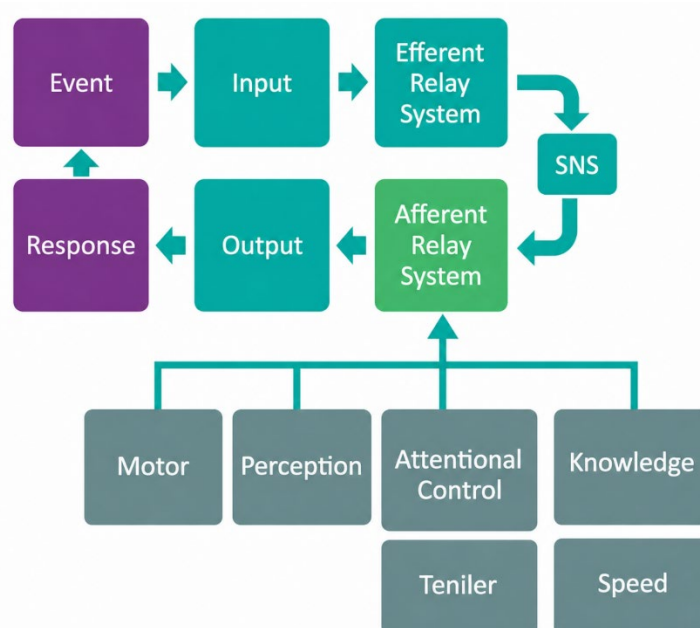 Event
Input
Efferent
Relay
System
SNS
Response
Output
Afferent
Relay
System
Motor
Perception
Attentional
Control
Knowledge
Teniler
Speed